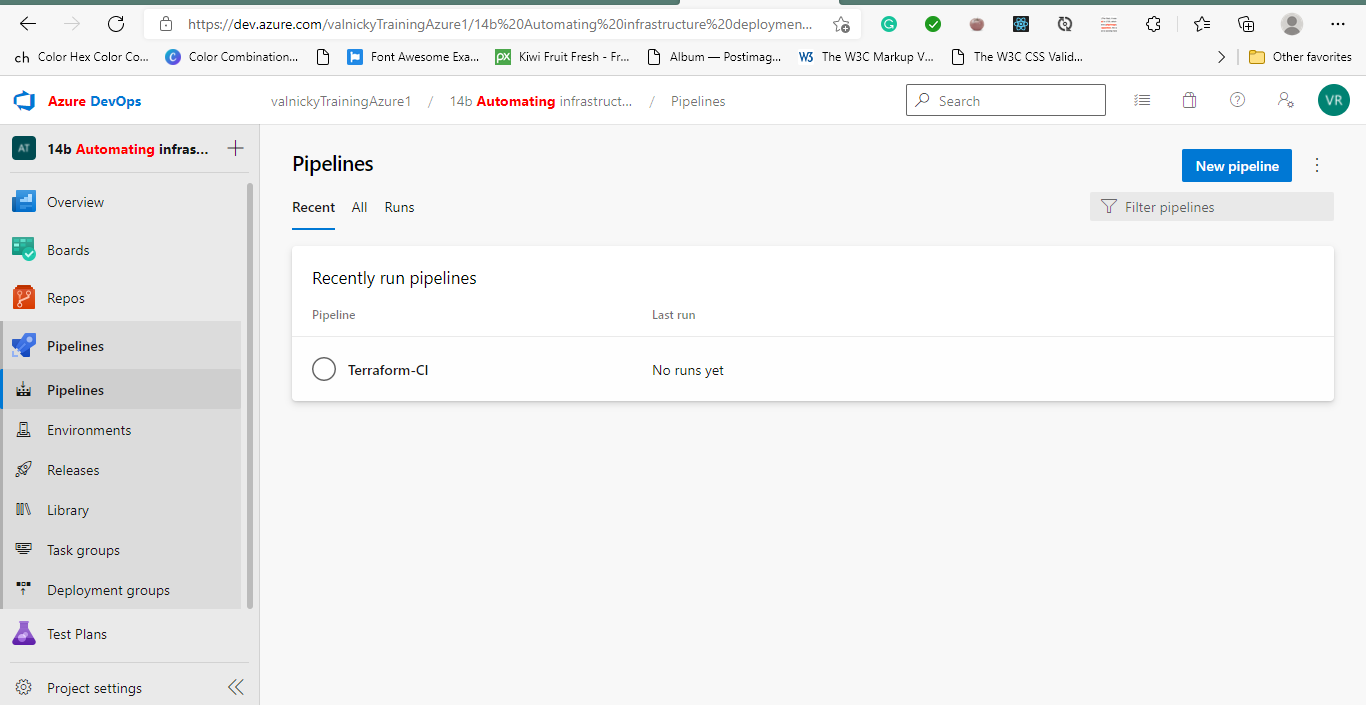 https://dev.azure.com/valnickyTrainingAzure1/14b%20Automating%20infrastructure%20deploymen...
ch Color Hex Color Co... C Color Combination... Font Awesome Exa... px Kiwi Fruit Fresh - Fr... Album — Postimag... W3 The W3C Markup V... The W3C CSS Valid... Other favorites
Azure DevOps
valnickyTrainingAzure1 / 14b Automating infrastruct... / Pipelines
Search
VR
AT 14b Automating infras...
Overview
Boards
Repos
Pipelines
Pipelines
Environments
Releases
Library
Task groups
Deployment groups
Test Plans
Project settings
Pipelines
New pipeline
Recent All Runs
Filter pipelines
Recently run pipelines
Pipeline Last run
Terraform-CI No runs yet